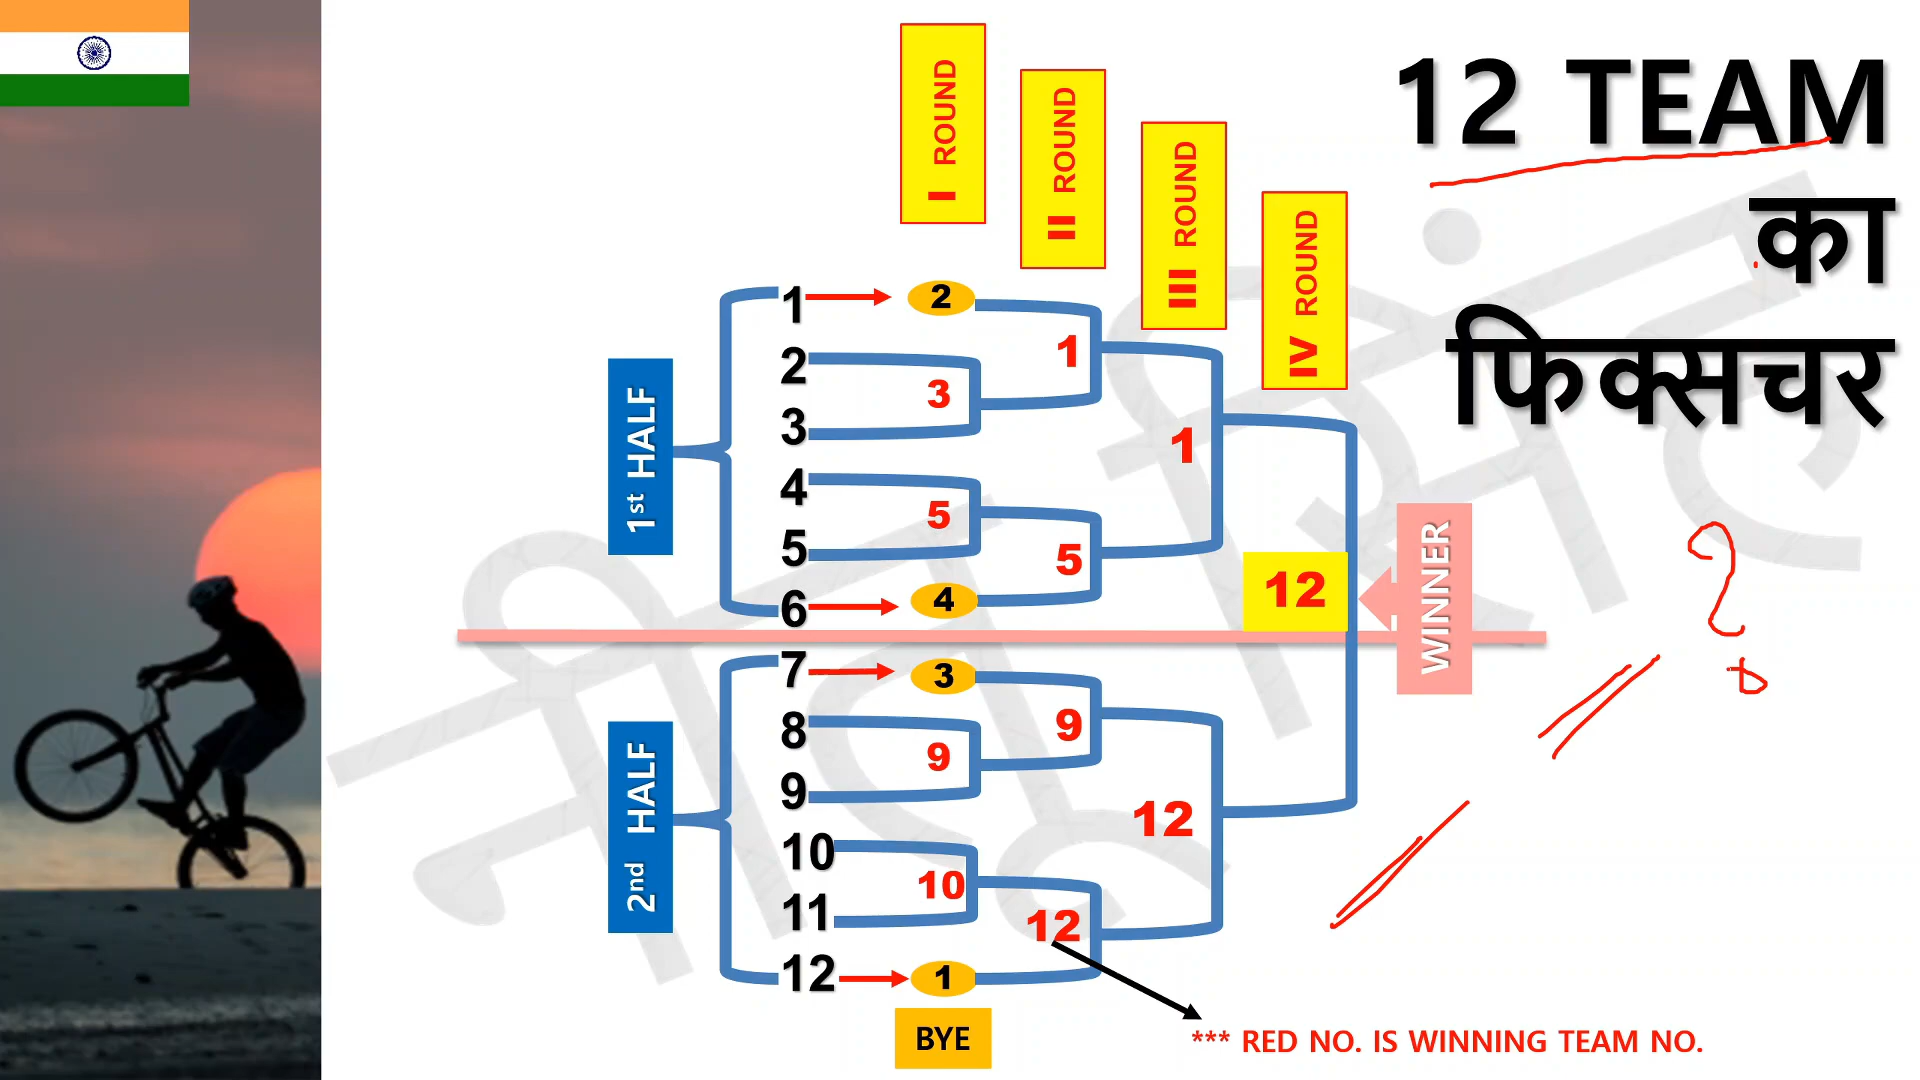 12 TEAM
का
फिक्सचर
I ROUND
II ROUND
III ROUND
IV ROUND
1st HALF
1
2
3
4
5
6
2
3
5
4
1
5
1
12
WINNER
2nd HALF
7
8
9
10
11
12
3
9
10
1
9
12
12
BYE
*** RED NO. IS WINNING TEAM NO.